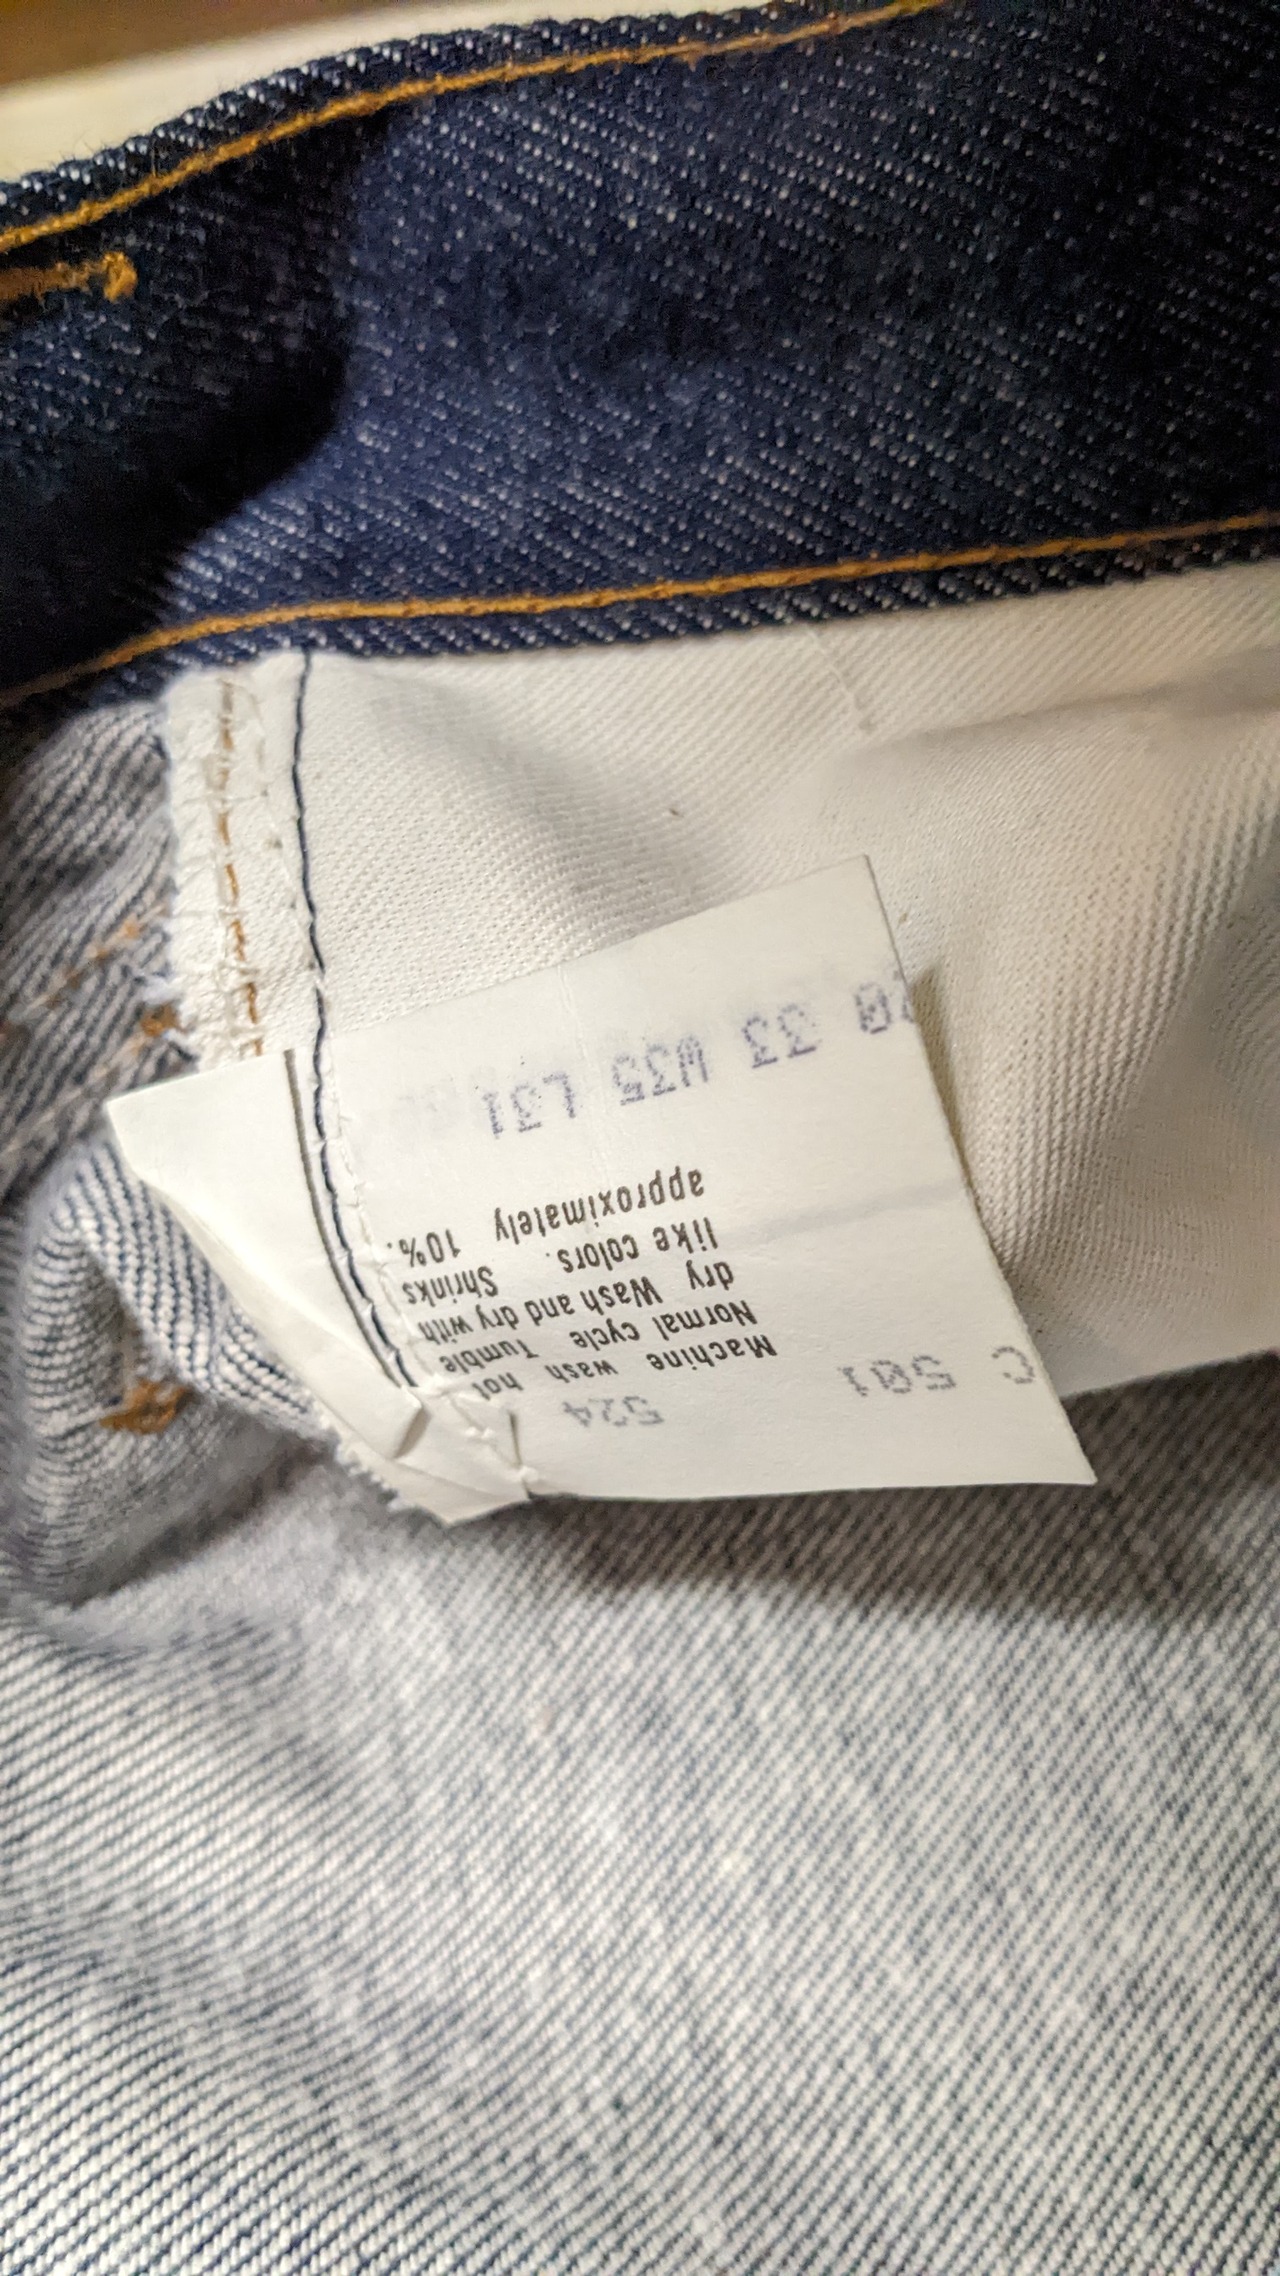 C 501 524
Machine wash hot
Normal cycle Tumble
dry Wash and dry with
like colors. Shrinks
approximately 10%.
33 W35 L31